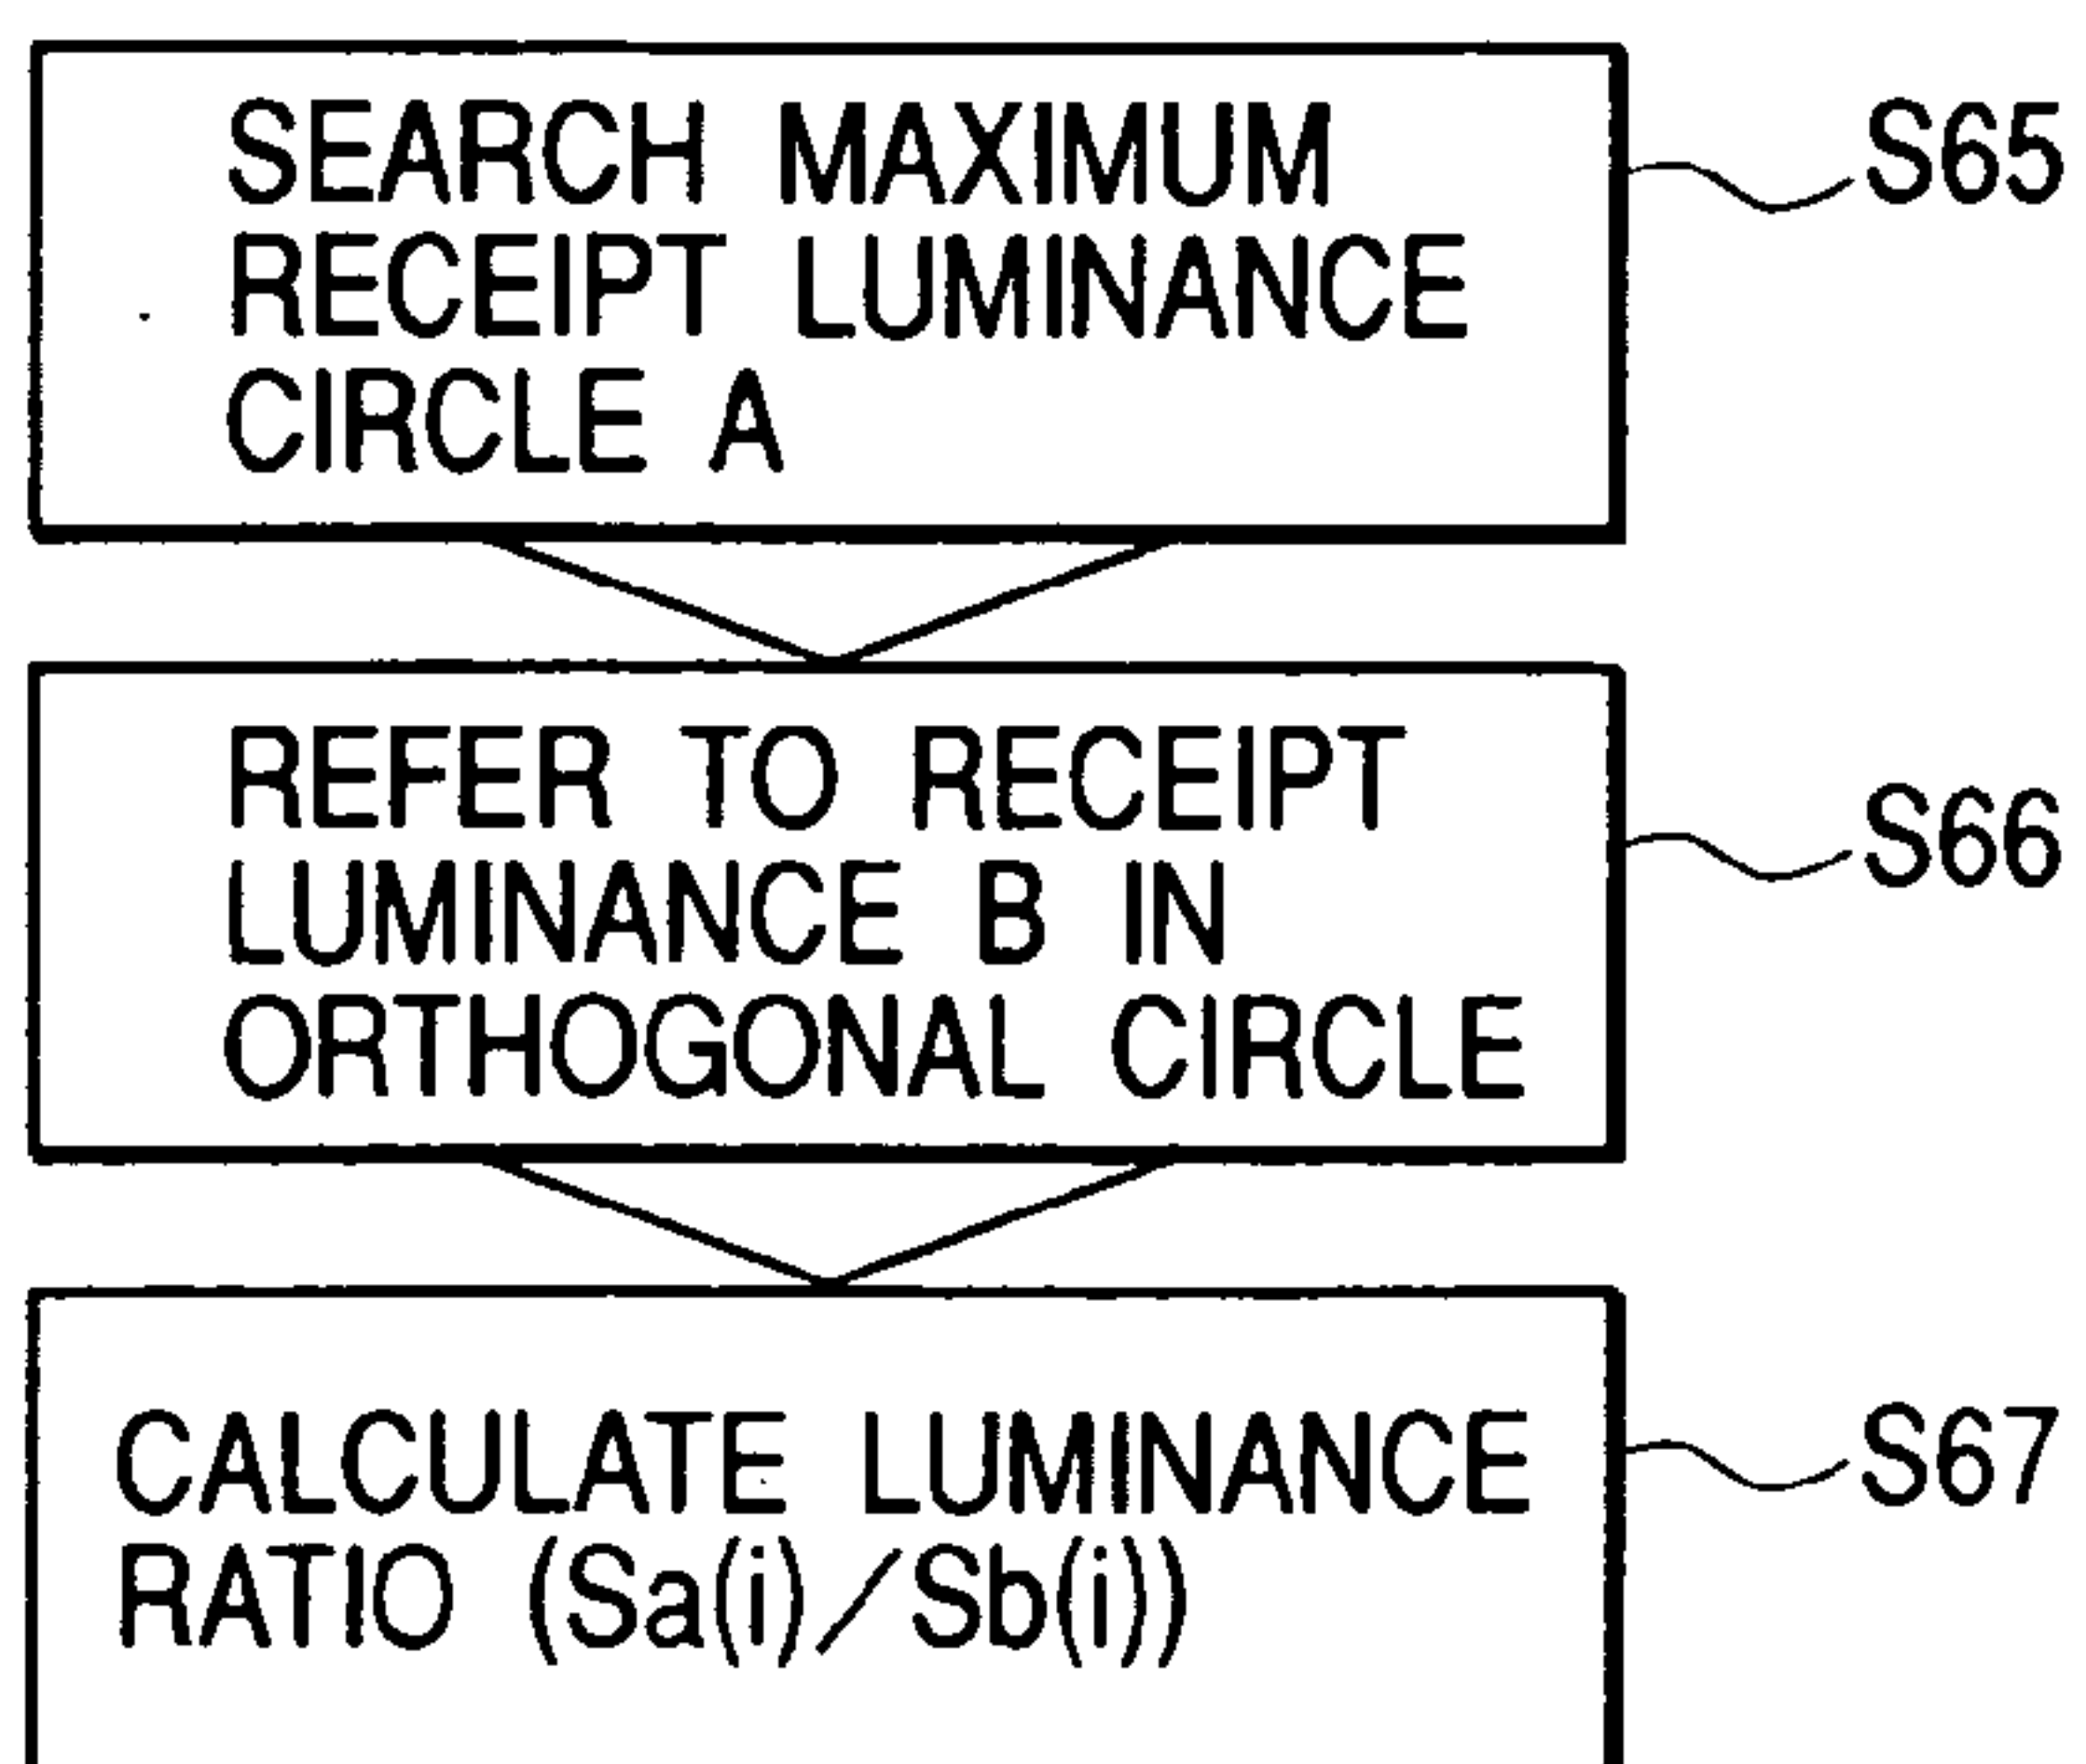 SEARCH MAXIMUM
RECEIPT LUMINANCE
CIRCLE A
S65
REFER TO RECEIPT
LUMINANCE B IN
ORTHOGONAL CIRCLE
S66
CALCULATE LUMINANCE
RATIO (Sa(i)/Sb(i))
S67